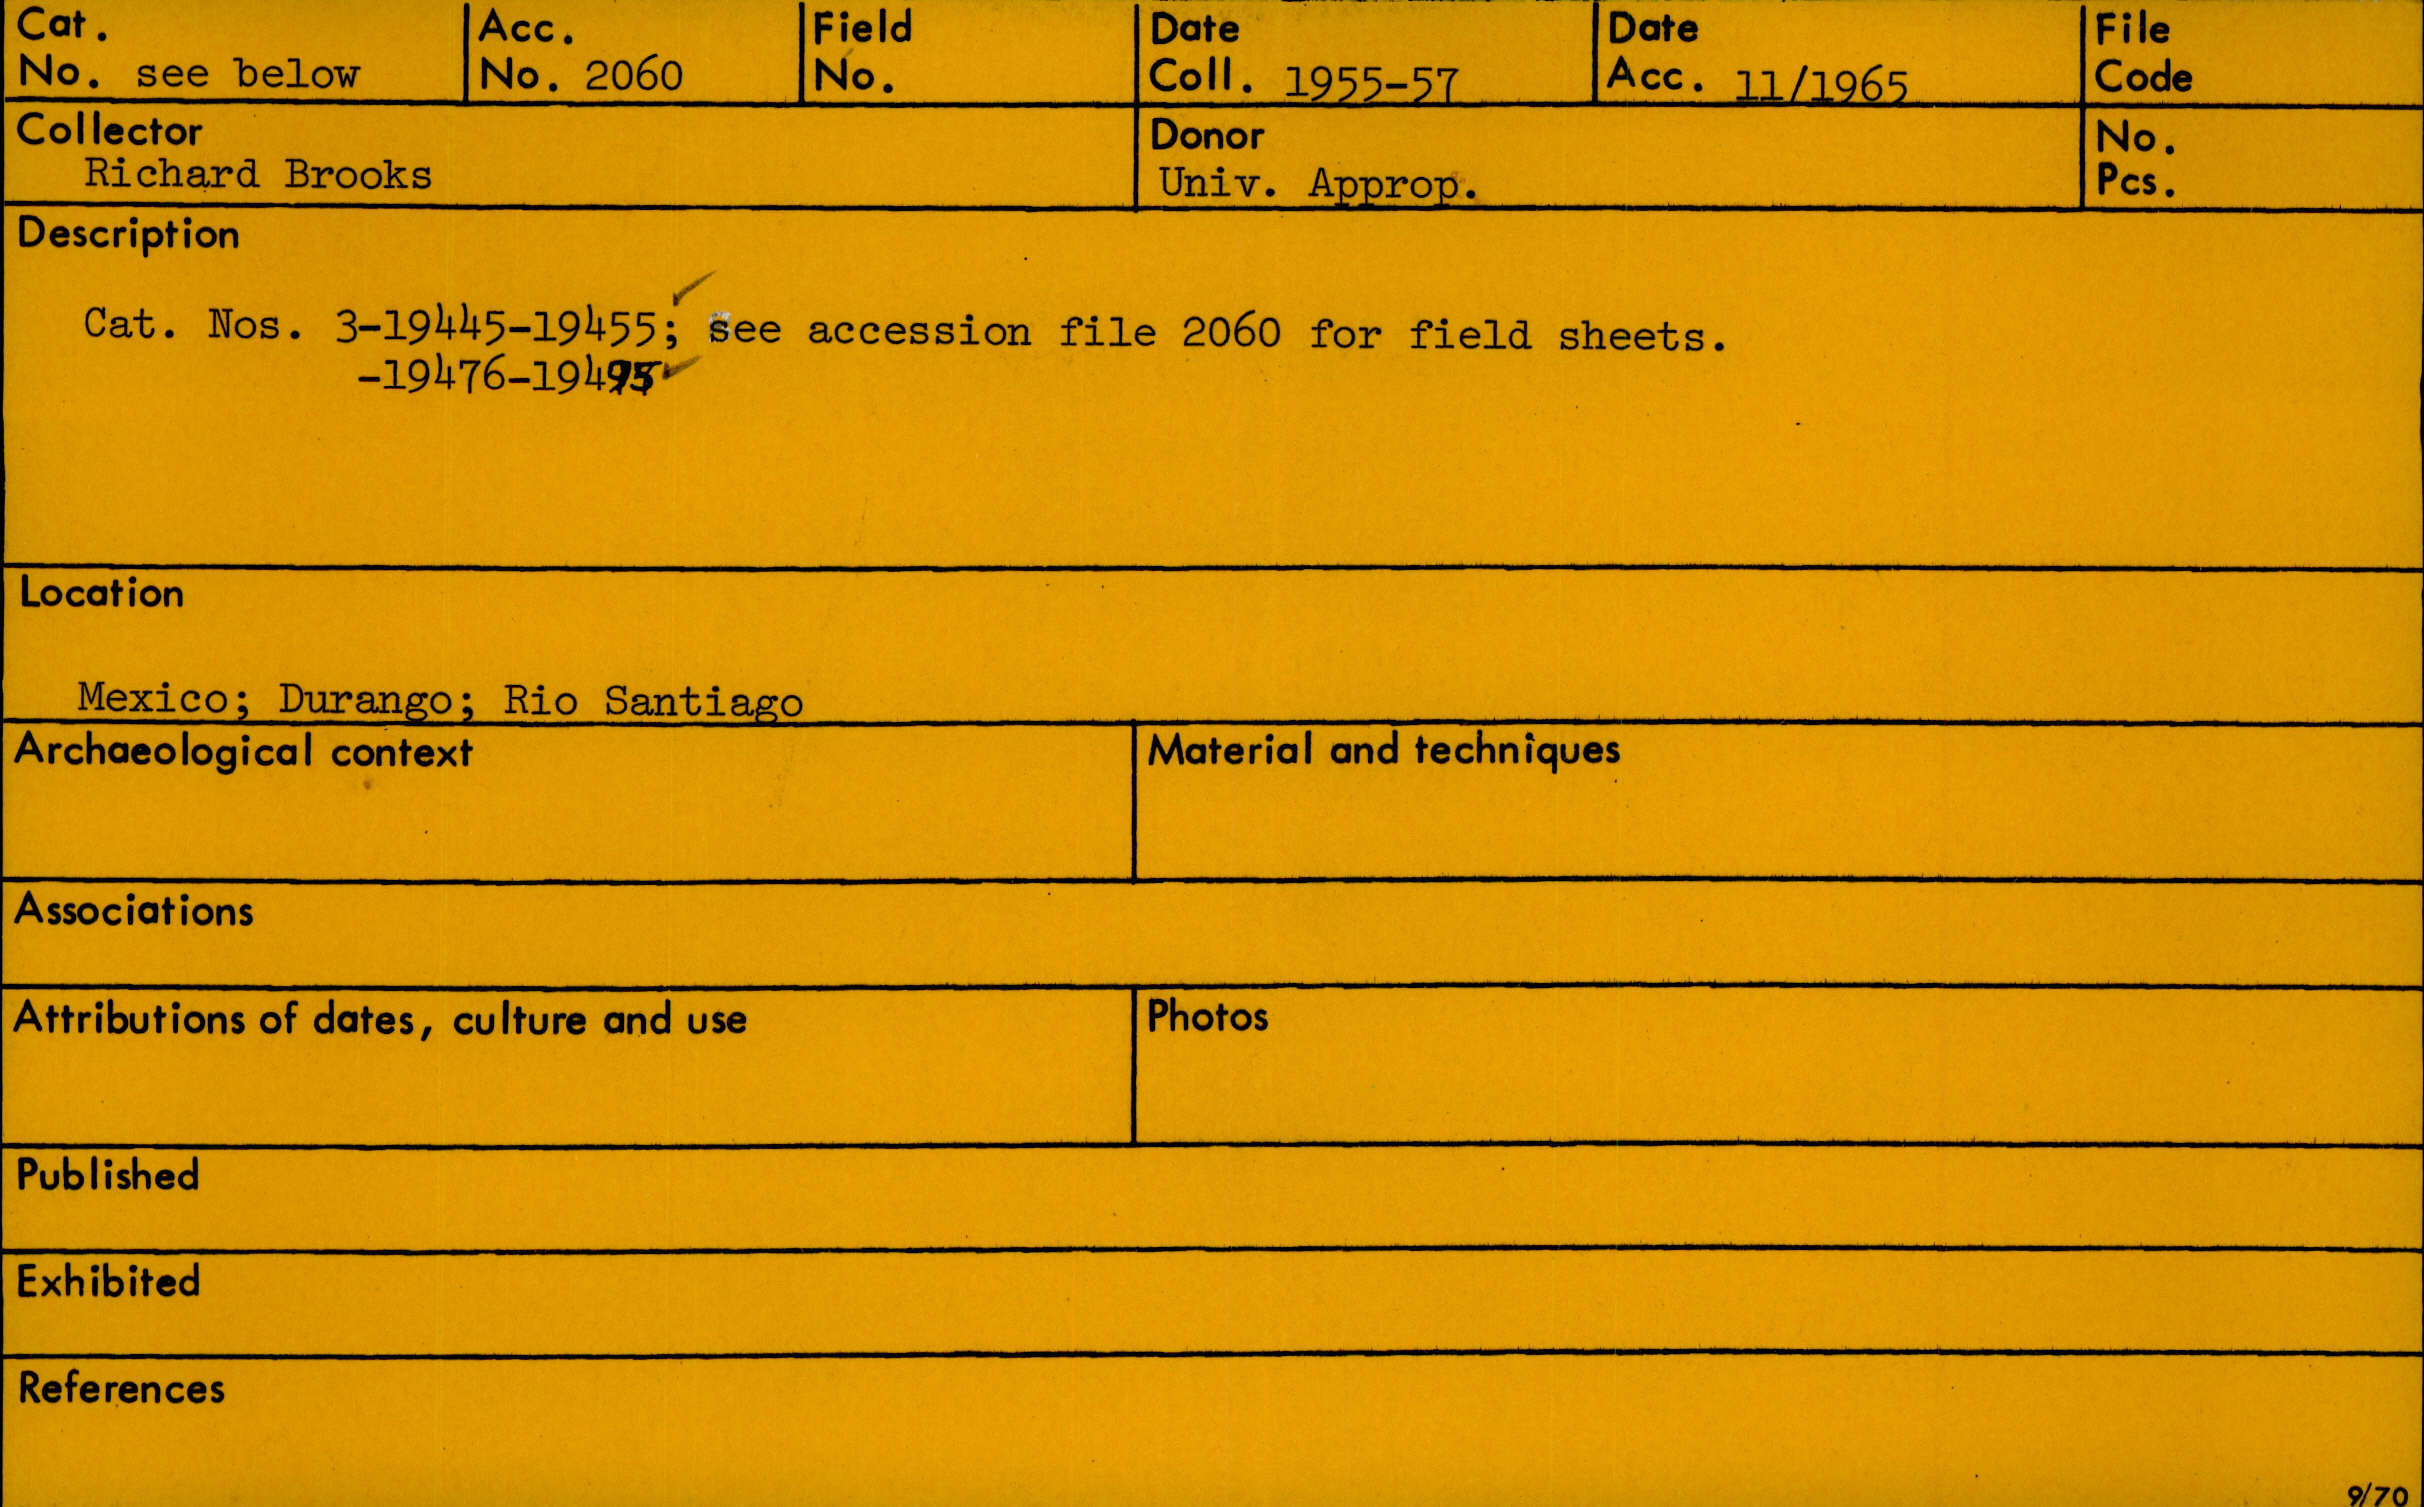 Cat.
No. see below
Acc.
No. 2060
Field
No.
Date
Coll. 1955-57
Date
Acc. 11/1965
File
Code
Collector
Richard Brooks
Donor
Univ. Approp.
No.
Pcs.
Description
Cat. Nos. 3-19445-19455; see accession file 2060 for field sheets.
-19476-19495
Location
Mexico; Durango; Rio Santiago
Archaeological context
Material and techniques
Associations
Attributions of dates, culture and use
Photos
Published
Exhibited
References
9/70